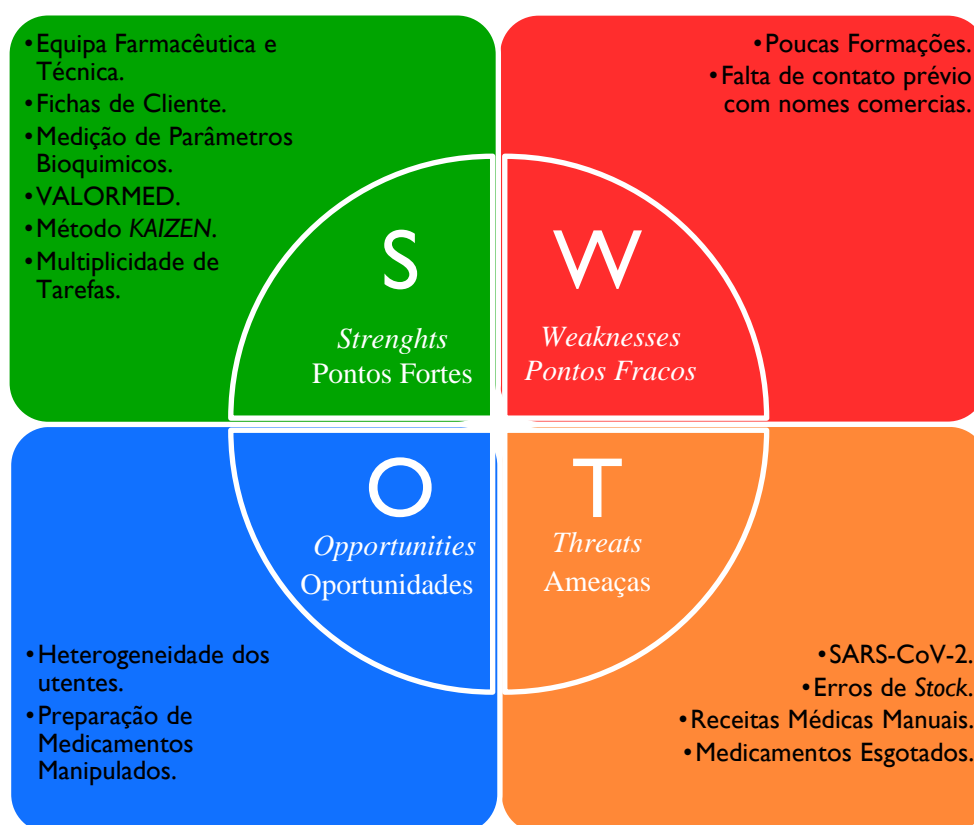 •Equipa Farmacêutica e
Técnica.
•Fichas de Cliente.
•Medição de Parâmetros
Bioquimicos.
•VALORMED.
•Método KAIZEN.
•Multiplicidade de
Tarefas.
•Poucas Formações.
•Falta de contato prévio
com nomes comercias.
S
Strenghts
Pontos Fortes
W
Weaknesses
Pontos Fracos
O
Opportunities
Oportunidades
T
Threats
Ameaças
•Heterogeneidade dos
utentes.
•Preparação de
Medicamentos
Manipulados.
•SARS-CoV-2.
•Erros de Stock.
•Receitas Médicas Manuais.
•Medicamentos Esgotados.